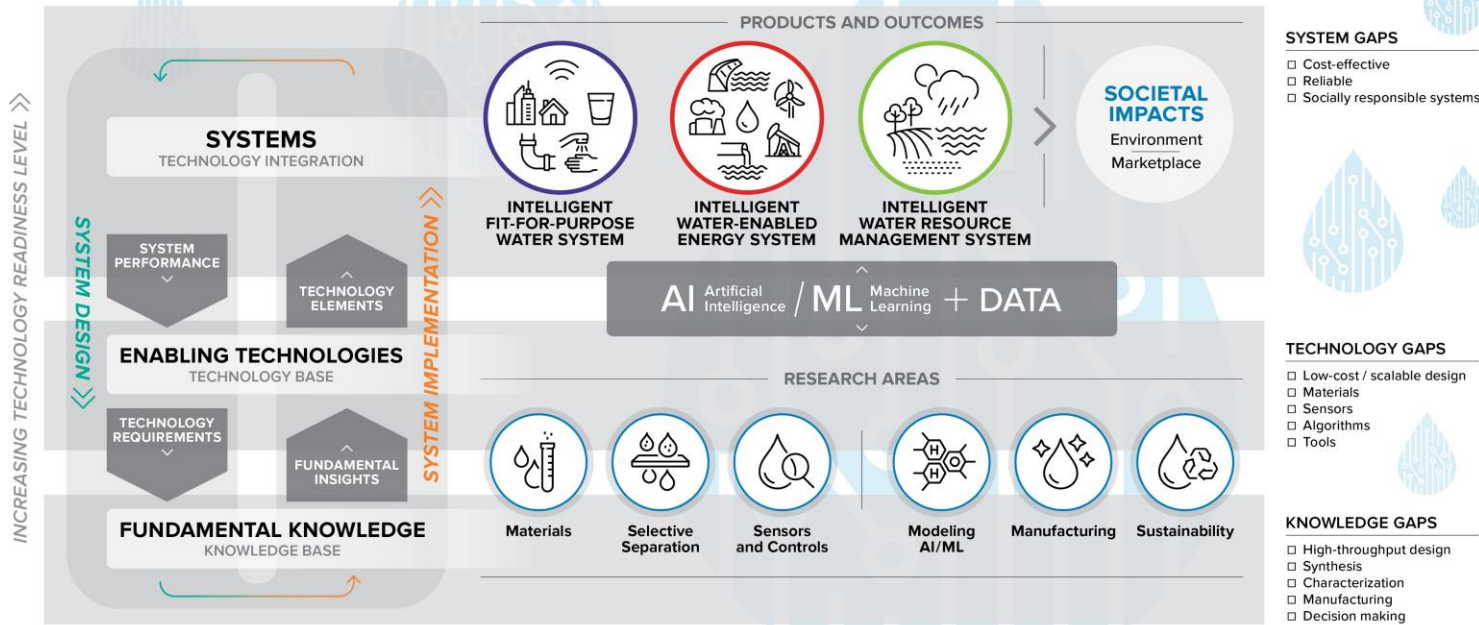 INCREASING TECHNOLOGY READINESS LEVEL >>
SYSTEMS
TECHNOLOGY INTEGRATION
SYSTEM DESIGN >>
SYSTEM
PERFORMANCE
TECHNOLOGY
ELEMENTS
SYSTEM IMPLEMENTATION >>
ENABLING TECHNOLOGIES
TECHNOLOGY BASE
TECHNOLOGY
REQUIREMENTS
FUNDAMENTAL
INSIGHTS
FUNDAMENTAL KNOWLEDGE
KNOWLEDGE BASE
PRODUCTS AND OUTCOMES
INTELLIGENT
FIT-FOR-PURPOSE
WATER SYSTEM
INTELLIGENT
WATER-ENABLED
ENERGY SYSTEM
INTELLIGENT
WATER RESOURCE
MANAGEMENT SYSTEM
SOCIETAL
IMPACTS
Environment
Marketplace
AI Artificial Intelligence / ML Machine Learning + DATA
RESEARCH AREAS
Materials
Selective
Separation
Sensors
and Controls
H
H
H
Modeling
AI/ML
Manufacturing
Sustainability
SYSTEM GAPS
□ Cost-effective
□ Reliable
□ Socially responsible systems
TECHNOLOGY GAPS
□ Low-cost / scalable design
□ Materials
□ Sensors
□ Algorithms
□ Tools
KNOWLEDGE GAPS
□ High-throughput design
□ Synthesis
□ Characterization
□ Manufacturing
□ Decision making